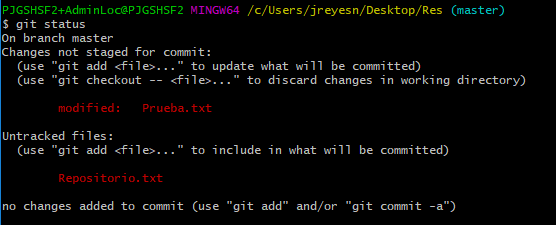 PJGSHSF2+AdminLoc@PJGSHSF2 MINGW64 /c/Users/jreyesn/Desktop/Res (master)
$ git status
On branch master
Changes not staged for commit:
  (use "git add <file>..." to update what will be committed)
  (use "git checkout -- <file>..." to discard changes in working directory)
        modified:   Prueba.txt
Untracked files:
  (use "git add <file>..." to include in what will be committed)
        Repositorio.txt
no changes added to commit (use "git add" and/or "git commit -a")